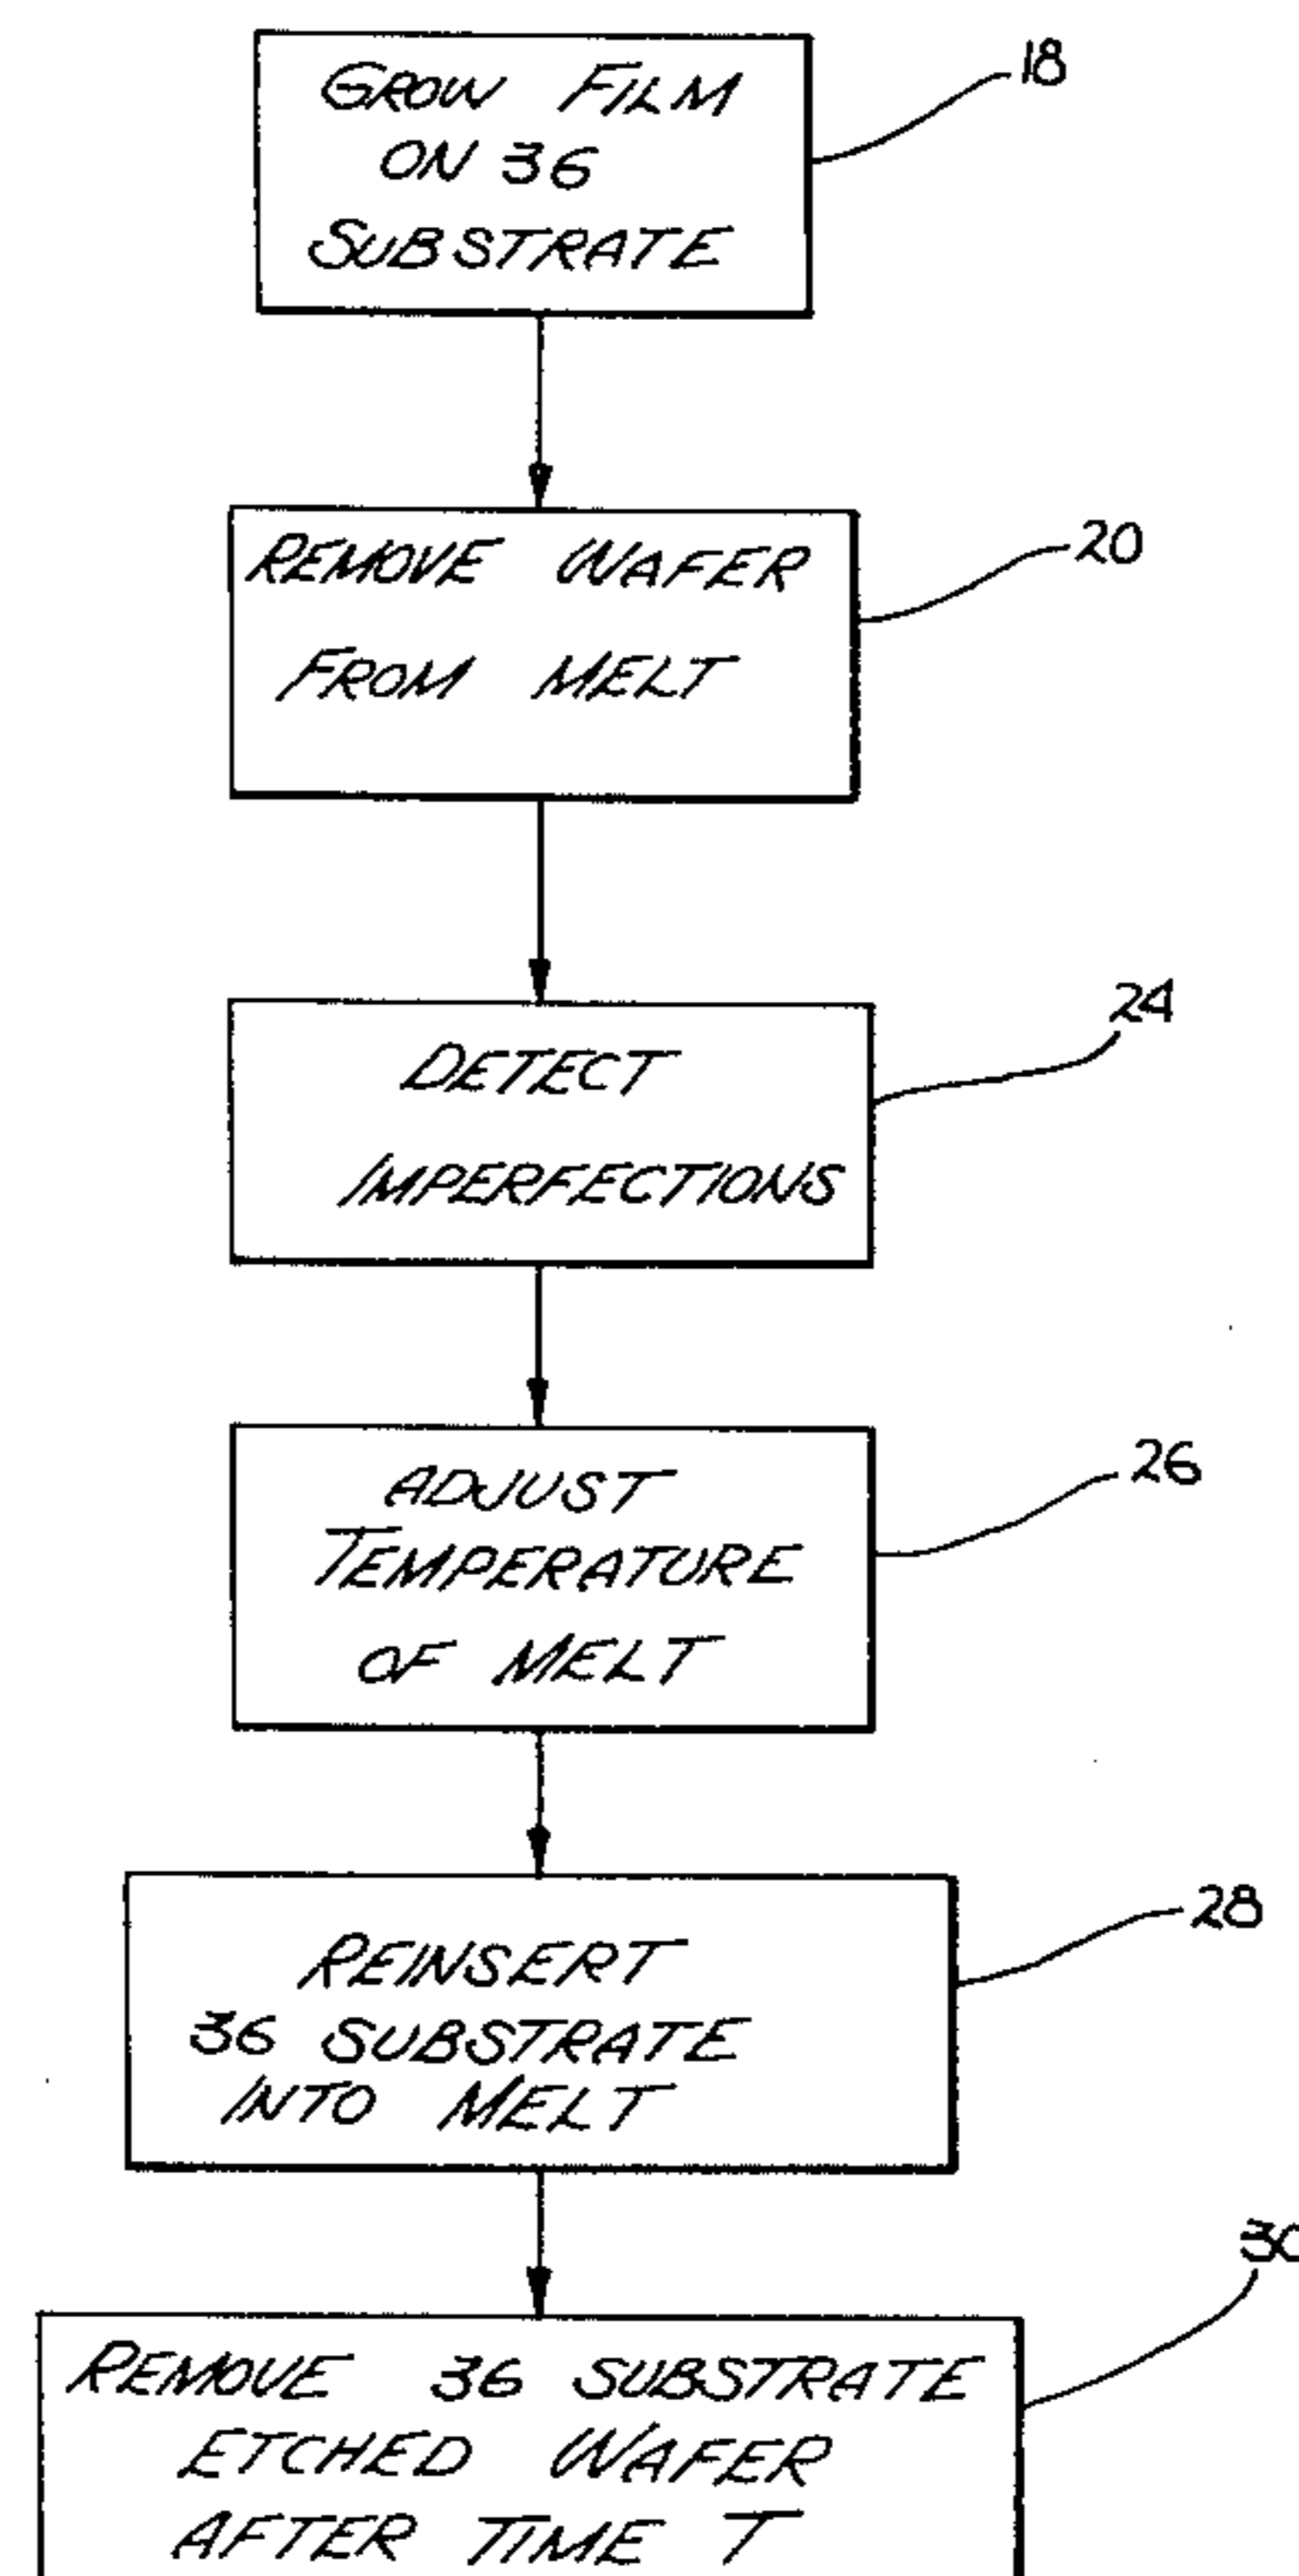 GROW FILM
ON 36
SUBSTRATE
18
REMOVE WAFER
FROM MELT
20
DETECT
IMPERFECTIONS
24
ADJUST
TEMPERATURE
OF MELT
26
REINSERT
36 SUBSTRATE
INTO MELT
28
REMOVE 36 SUBSTRATE
ETCHED WAFER
AFTER TIME T
30